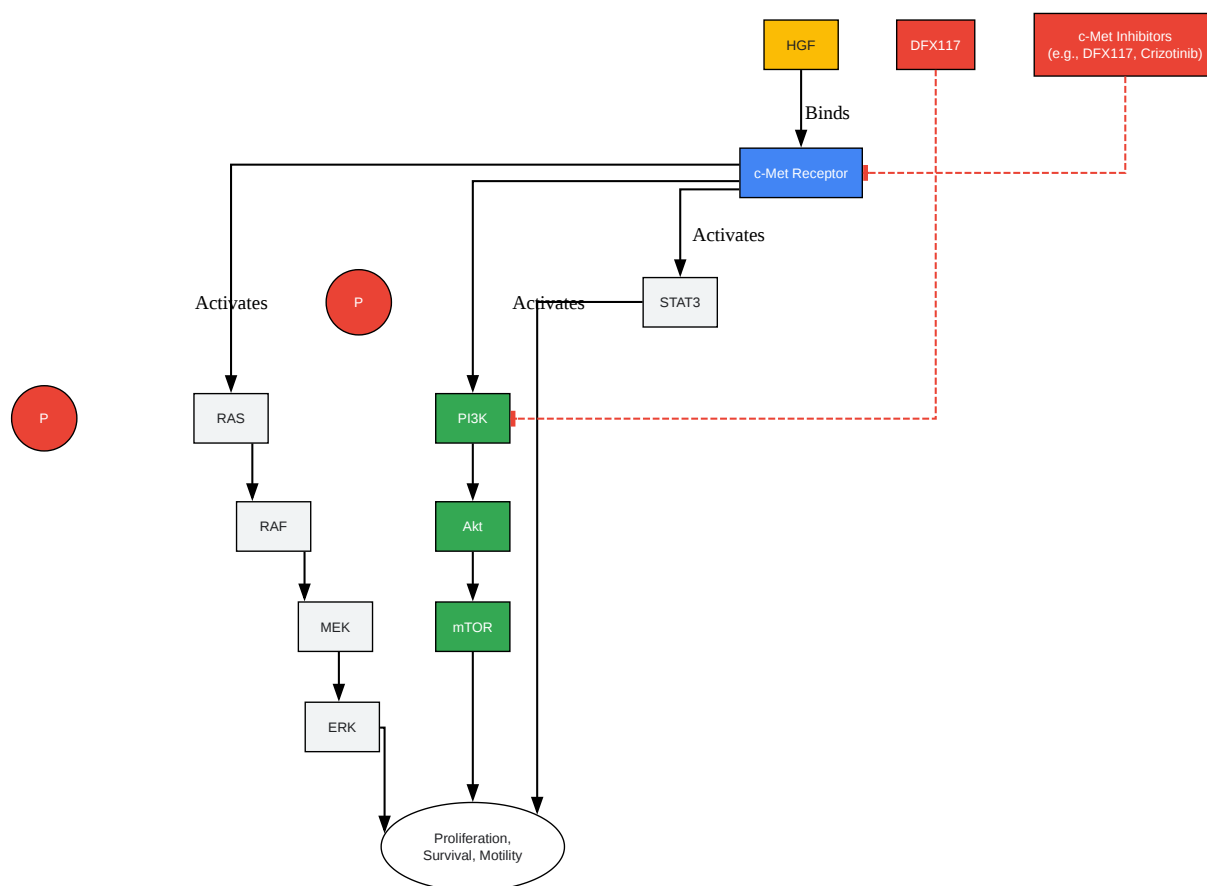 HGF
DFX117
c-Met Inhibitors
(e.g., DFX117, Crizotinib)
Binds
c-Met Receptor
Activates
Activates
P
Activates
STAT3
P
RAS
PI3K
RAF
Akt
MEK
mTOR
ERK
Proliferation,
Survival, Motility